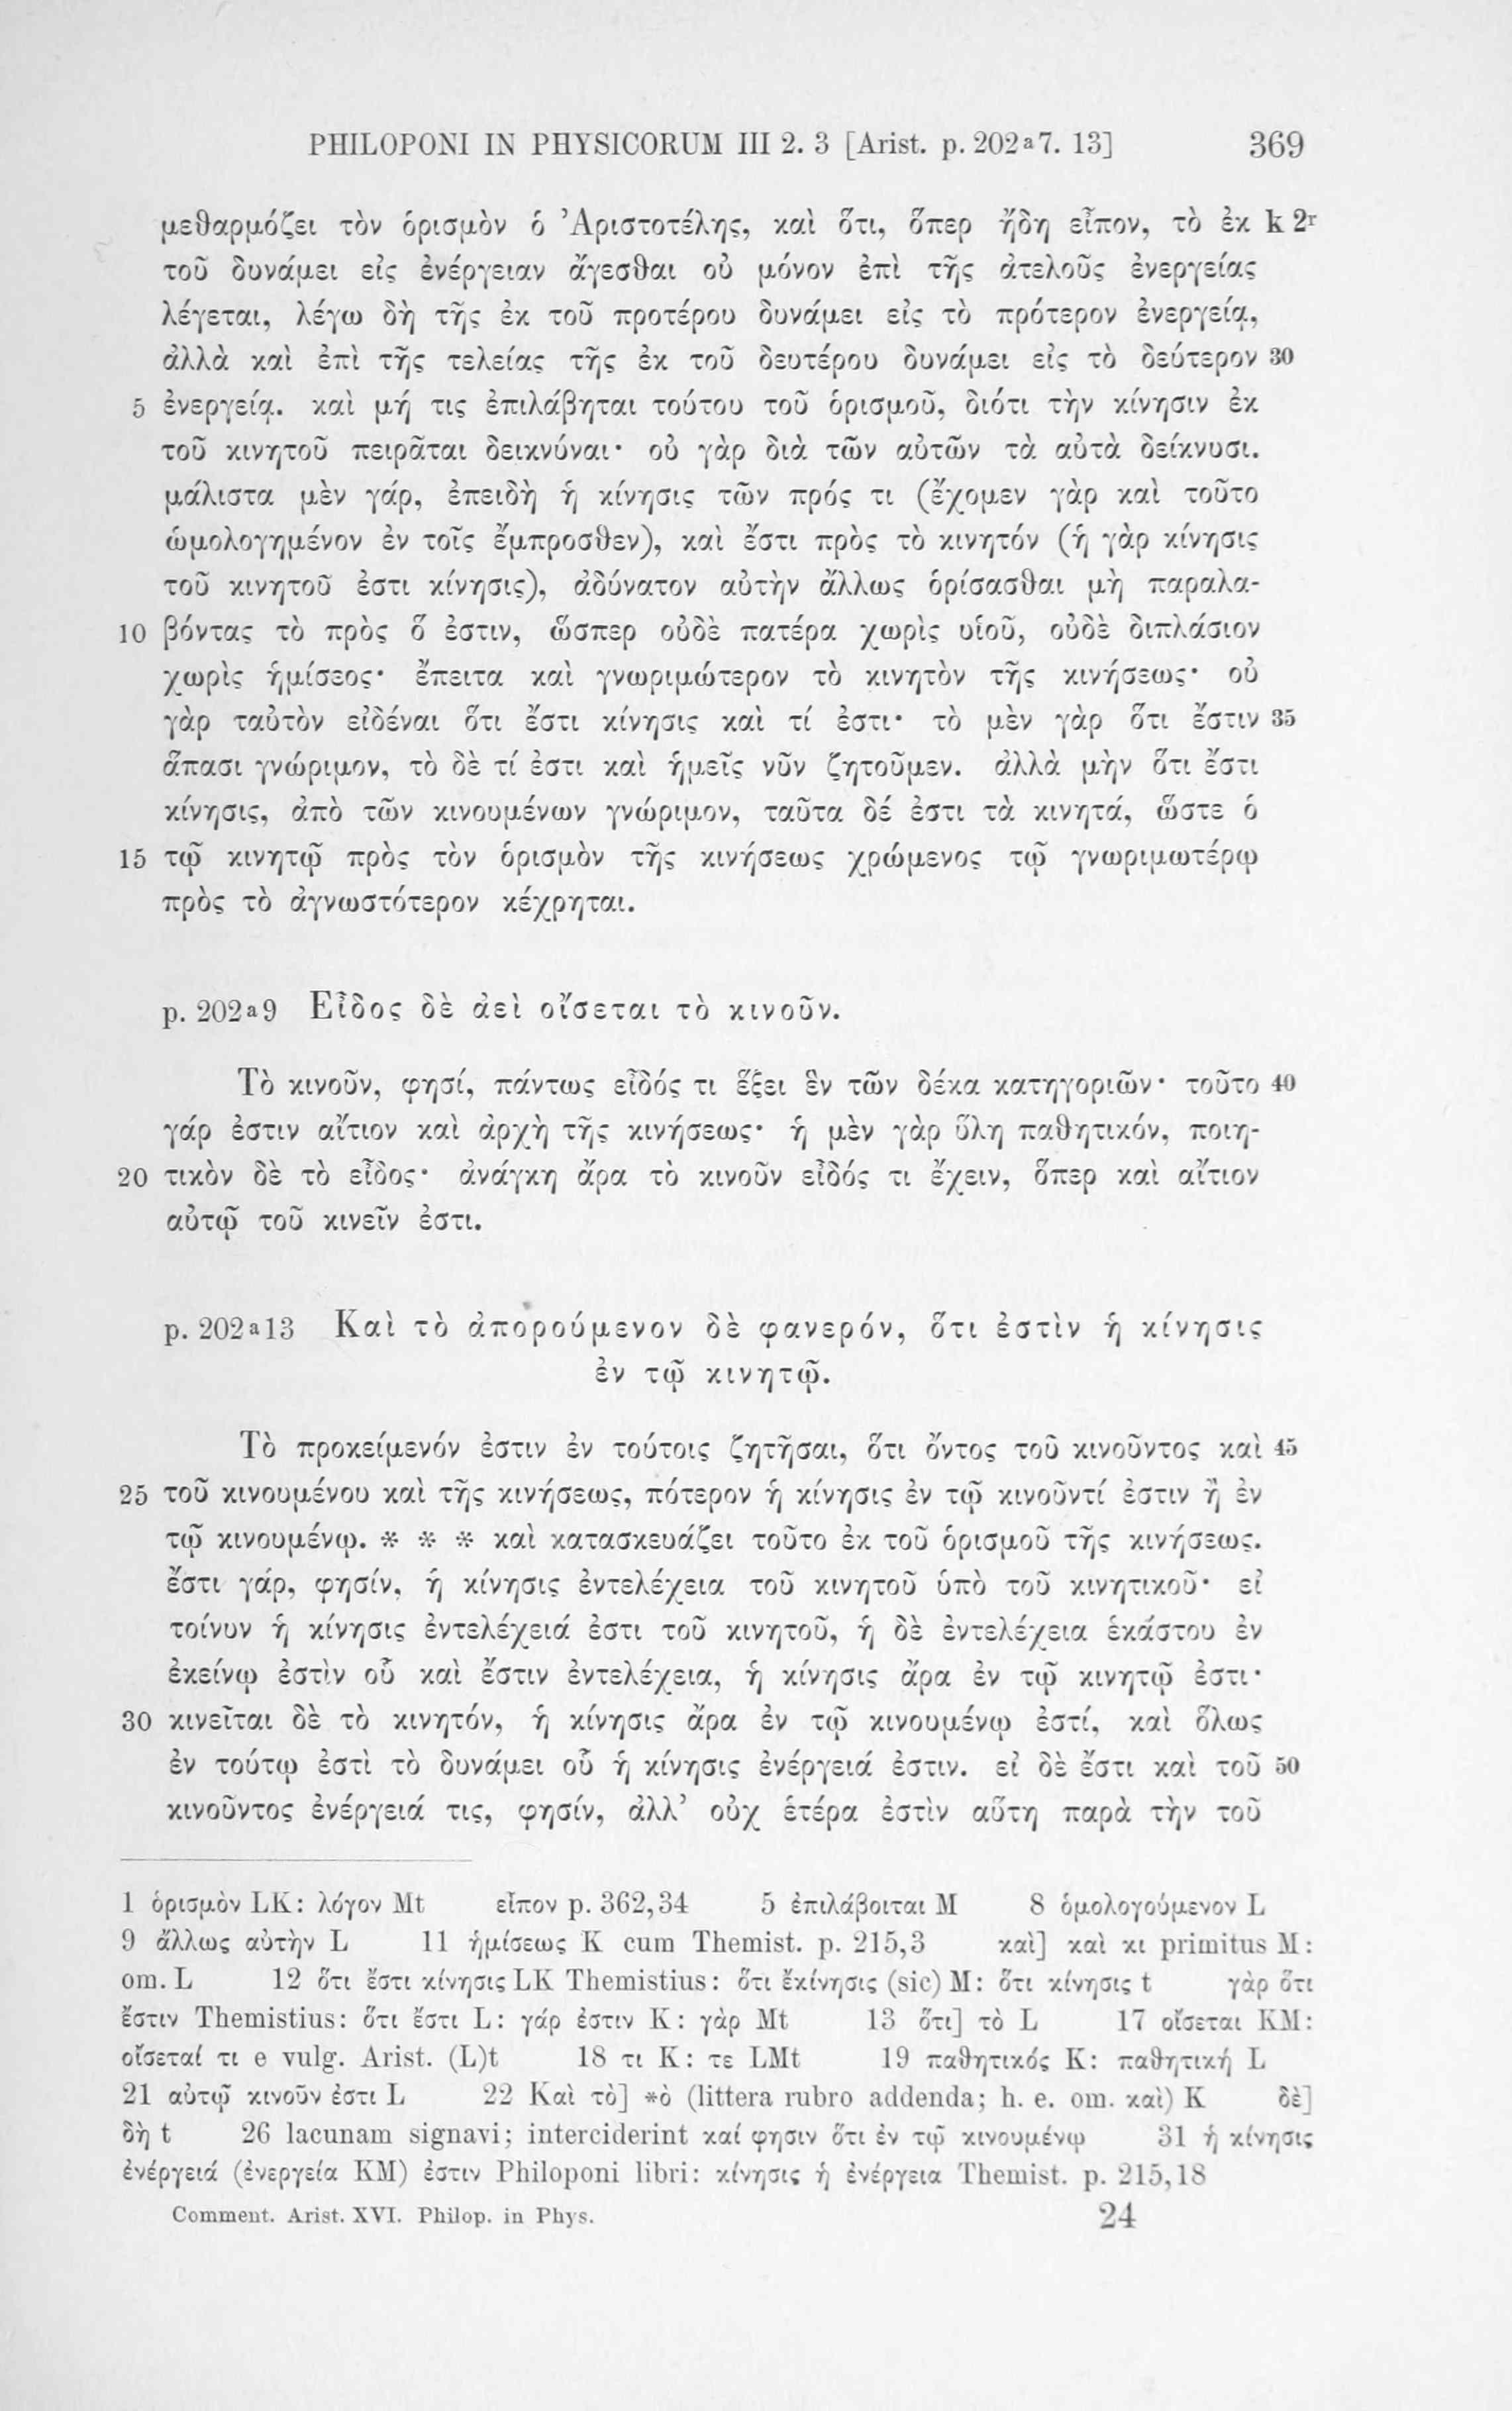 PHILOPONI IN PHYSICORUM III 2. 3 [Arist. p. 202a7. 13] 369
μεθαρμόζει τὸν ὁρισμὸν ὁ Ἀριστοτέλης, καὶ ὅτι, ὅπερ ἤδη εἶπον, τὸ ἐκ k 2r
τοῦ δυνάμει εἰς ἐνέργειαν ἄγεσθαι οὐ μόνον ἐπὶ τῆς ἀτελοῦς ἐνεργείας
λέγεται, λέγω δὴ τῆς ἐκ τοῦ προτέρου δυνάμει εἰς τὸ πρότερον ἐνεργείᾳ,
ἀλλὰ καὶ ἐπὶ τῆς τελείας τῆς ἐκ τοῦ δευτέρου δυνάμει εἰς τὸ δεύτερον 30
5 ἐνεργείᾳ. καὶ μή τις ἐπιλάβηται τούτου τοῦ ὁρισμοῦ, διότι τὴν κίνησιν ἐκ
τοῦ κινητοῦ πειρᾶται δεικνύναι· οὐ γὰρ διὰ τῶν αὐτῶν τὰ αὐτὰ δείκνυσι.
μάλιστα μὲν γάρ, ἐπειδὴ ἡ κίνησις τῶν πρός τι (ἔχομεν γὰρ καὶ τοῦτο
ὡμολογημένον ἐν τοῖς ἔμπροσθεν), καὶ ἔστι πρὸς τὸ κινητόν (ἡ γὰρ κίνησις
τοῦ κινητοῦ ἐστι κίνησις), ἀδύνατον αὐτὴν ἄλλως ὁρίσασθαι μὴ παραλα-
10 βόντας τὸ πρὸς ὅ ἐστιν, ὥσπερ οὐδὲ πατέρα χωρὶς υἱοῦ, οὐδὲ διπλάσιον
χωρὶς ἡμίσεος· ἔπειτα καὶ γνωριμώτερον τὸ κινητὸν τῆς κινήσεως· οὐ
γὰρ ταὐτὸν εἰδέναι ὅτι ἔστι κίνησις καὶ τί ἐστι· τὸ μὲν γὰρ ὅτι ἔστιν 35
ἅπασι γνώριμον, τὸ δὲ τί ἐστι καὶ ἡμεῖς νῦν ζητοῦμεν. ἀλλὰ μὴν ὅτι ἔστι
κίνησις, ἀπὸ τῶν κινουμένων γνώριμον, ταῦτα δέ ἐστι τὰ κινητά, ὥστε ὁ
15 τῷ κινητῷ πρὸς τὸν ὁρισμὸν τῆς κινήσεως χρώμενος τῷ γνωριμωτέρῳ
πρὸς τὸ ἀγνωστότερον κέχρηται.
p. 202a9 Εἶδος δὲ ἀεὶ οἴσεται τὸ κινοῦν.
Τὸ κινοῦν, φησί, πάντως εἶδός τι ἕξει ἓν τῶν δέκα κατηγοριῶν· τοῦτο 40
γάρ ἐστιν αἴτιον καὶ ἀρχὴ τῆς κινήσεως· ἡ μὲν γὰρ ὕλη παθητικόν, ποιη-
20 τικὸν δὲ τὸ εἶδος· ἀνάγκη ἄρα τὸ κινοῦν εἶδός τι ἔχειν, ὅπερ καὶ αἴτιον
αὐτῷ τοῦ κινεῖν ἐστι.
p. 202a13 Καὶ τὸ ἀπορούμενον δὲ φανερόν, ὅτι ἐστὶν ἡ κίνησις
ἐν τῷ κινητῷ.
Τὸ προκείμενόν ἐστιν ἐν τούτοις ζητῆσαι, ὅτι ὄντος τοῦ κινοῦντος καὶ 45
25 τοῦ κινουμένου καὶ τῆς κινήσεως, πότερον ἡ κίνησις ἐν τῷ κινοῦντί ἐστιν ἢ ἐν
τῷ κινουμένῳ. * * * καὶ κατασκευάζει τοῦτο ἐκ τοῦ ὁρισμοῦ τῆς κινήσεως.
ἔστι γάρ, φησίν, ἡ κίνησις ἐντελέχεια τοῦ κινητοῦ ὑπὸ τοῦ κινητικοῦ· εἰ
τοίνυν ἡ κίνησις ἐντελέχειά ἐστι τοῦ κινητοῦ, ἡ δὲ ἐντελέχεια ἑκάστου ἐν
ἐκείνῳ ἐστὶν οὗ καὶ ἔστιν ἐντελέχεια, ἡ κίνησις ἄρα ἐν τῷ κινητῷ ἐστι·
30 κινεῖται δὲ τὸ κινητόν, ἡ κίνησις ἄρα ἐν τῷ κινουμένῳ ἐστί, καὶ ὅλως
ἐν τούτῳ ἐστὶ τὸ δυνάμει οὗ ἡ κίνησις ἐνέργειά ἐστιν. εἰ δὲ ἔστι καὶ τοῦ 50
κινοῦντος ἐνέργειά τις, φησίν, ἀλλ’ οὐχ ἑτέρα ἐστὶν αὕτη παρὰ τὴν τοῦ
1 ὁρισμὸν LK: λόγον Mt εἶπον p. 362,34 5 ἐπιλάβοιται M 8 ὁμολογούμενον L
9 ἄλλως αὐτὴν L 11 ἡμίσεως K cum Themist. p. 215,3 καὶ] καὶ κι primitus M:
om. L 12 ὅτι ἔστι κίνησις LK Themistius: ὅτι ἐκίνησις (sic) M: ὅτι κίνησις t γὰρ ὅτι
ἔστιν Themistius: ὅτι ἔστι L: γάρ ἐστιν K: γὰρ Mt 13 ὅτι] τὸ L 17 οἴσεται KM:
οἴσεταί τι e vulg. Arist. (L)t 18 τι K: τε LMt 19 παθητικός K: παθητική L
21 αὐτῷ κινοῦν ἐστι L 22 Καὶ τὸ] *ὸ (littera rubro addenda; h. e. om. καὶ) K δὲ]
δὴ t 26 lacunam signavi; interciderint καί φησιν ὅτι ἐν τῷ κινουμένῳ 31 ἡ κίνησις
ἐνέργειά (ἐνεργεία KM) ἐστιν Philoponi libri: κίνησις ἡ ἐνέργεια Themist. p. 215,18
Comment. Arist. XVI. Philop. in Phys. 24